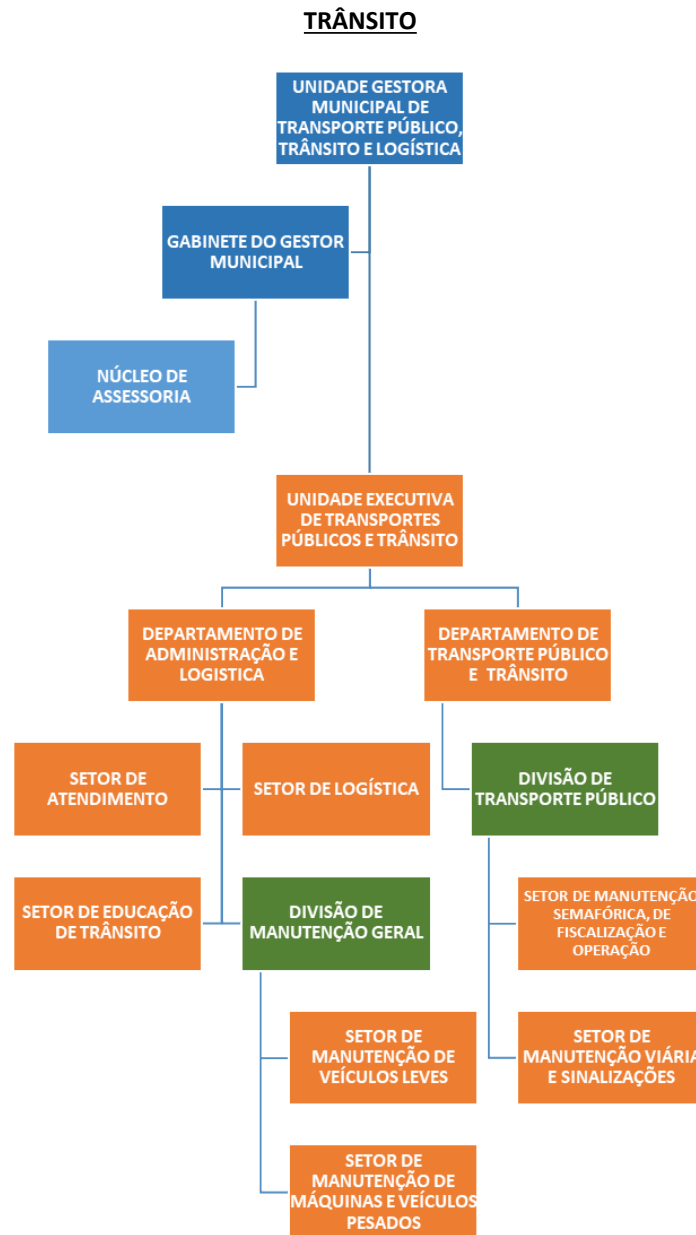 TRÂNSITO
UNIDADE GESTORA
MUNICIPAL DE
TRANSPORTE PÚBLICO,
TRÂNSITO E LOGÍSTICA
GABINETE DO GESTOR
MUNICIPAL
NÚCLEO DE
ASSESSORIA
UNIDADE EXECUTIVA
DE TRANSPORTES
PÚBLICOS E TRÂNSITO
DEPARTAMENTO DE
ADMINISTRAÇÃO E
LOGISTICA
DEPARTAMENTO DE
TRANSPORTE PÚBLICO
E TRÂNSITO
SETOR DE
ATENDIMENTO
SETOR DE LOGÍSTICA
DIVISÃO DE
TRANSPORTE PÚBLICO
SETOR DE EDUCAÇÃO
DE TRÂNSITO
DIVISÃO DE
MANUTENÇÃO GERAL
SETOR DE MANUTENÇÃO
SEMAFÓRICA, DE
FISCALIZAÇÃO E
OPERAÇÃO
SETOR DE
MANUTENÇÃO DE
VEÍCULOS LEVES
SETOR DE
MANUTENÇÃO VIÁRIA
E SINALIZAÇÕES
SETOR DE
MANUTENÇÃO DE
MÁQUINAS E VEÍCULOS
PESADOS